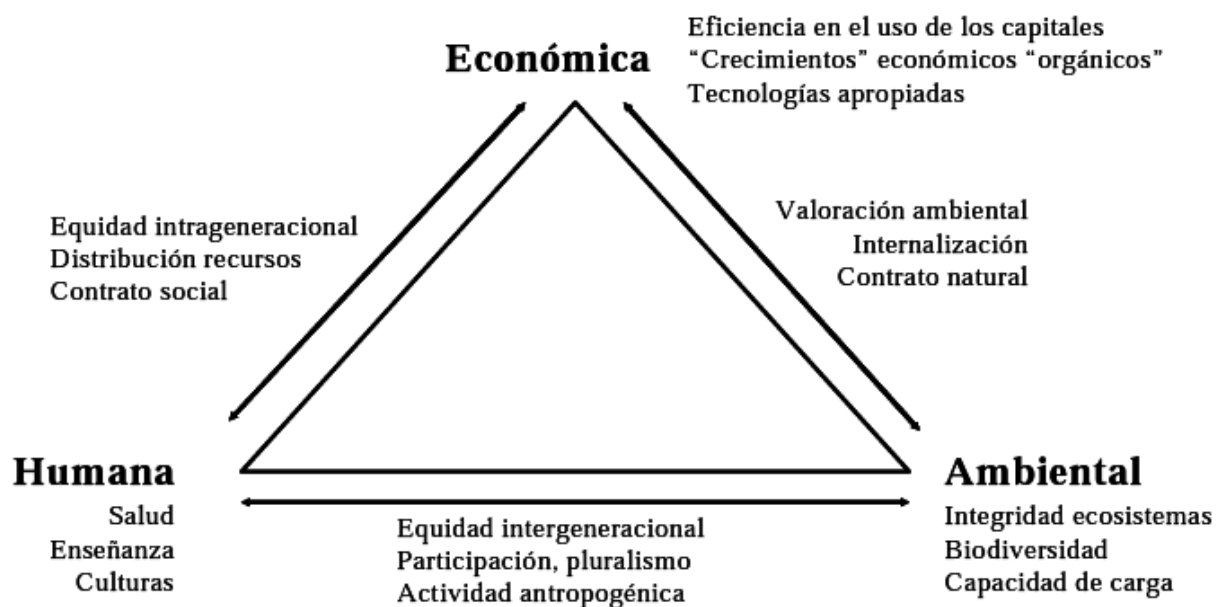 Económica
Eficiencia en el uso de los capitales
“Crecimientos” económicos “orgánicos”
Tecnologías apropiadas
Equidad intrageneracional
Distribución recursos
Contrato social
Valoración ambiental
Internalización
Contrato natural
Humana
Salud
Enseñanza
Culturas
Equidad intergeneracional
Participación, pluralismo
Actividad antropogénica
Ambiental
Integridad ecosistemas
Biodiversidad
Capacidad de carga